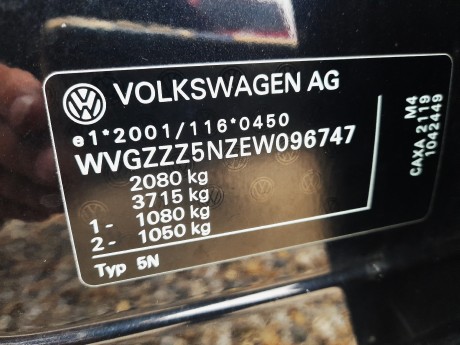 VOLKSWAGEN AG
e1*2001/116*0450
WVGZZZ5NZEW096747
2080 kg
3715 kg
1- 1080 kg
2- 1050 kg
Typ 5N
M4
CAXA 2119
1042449